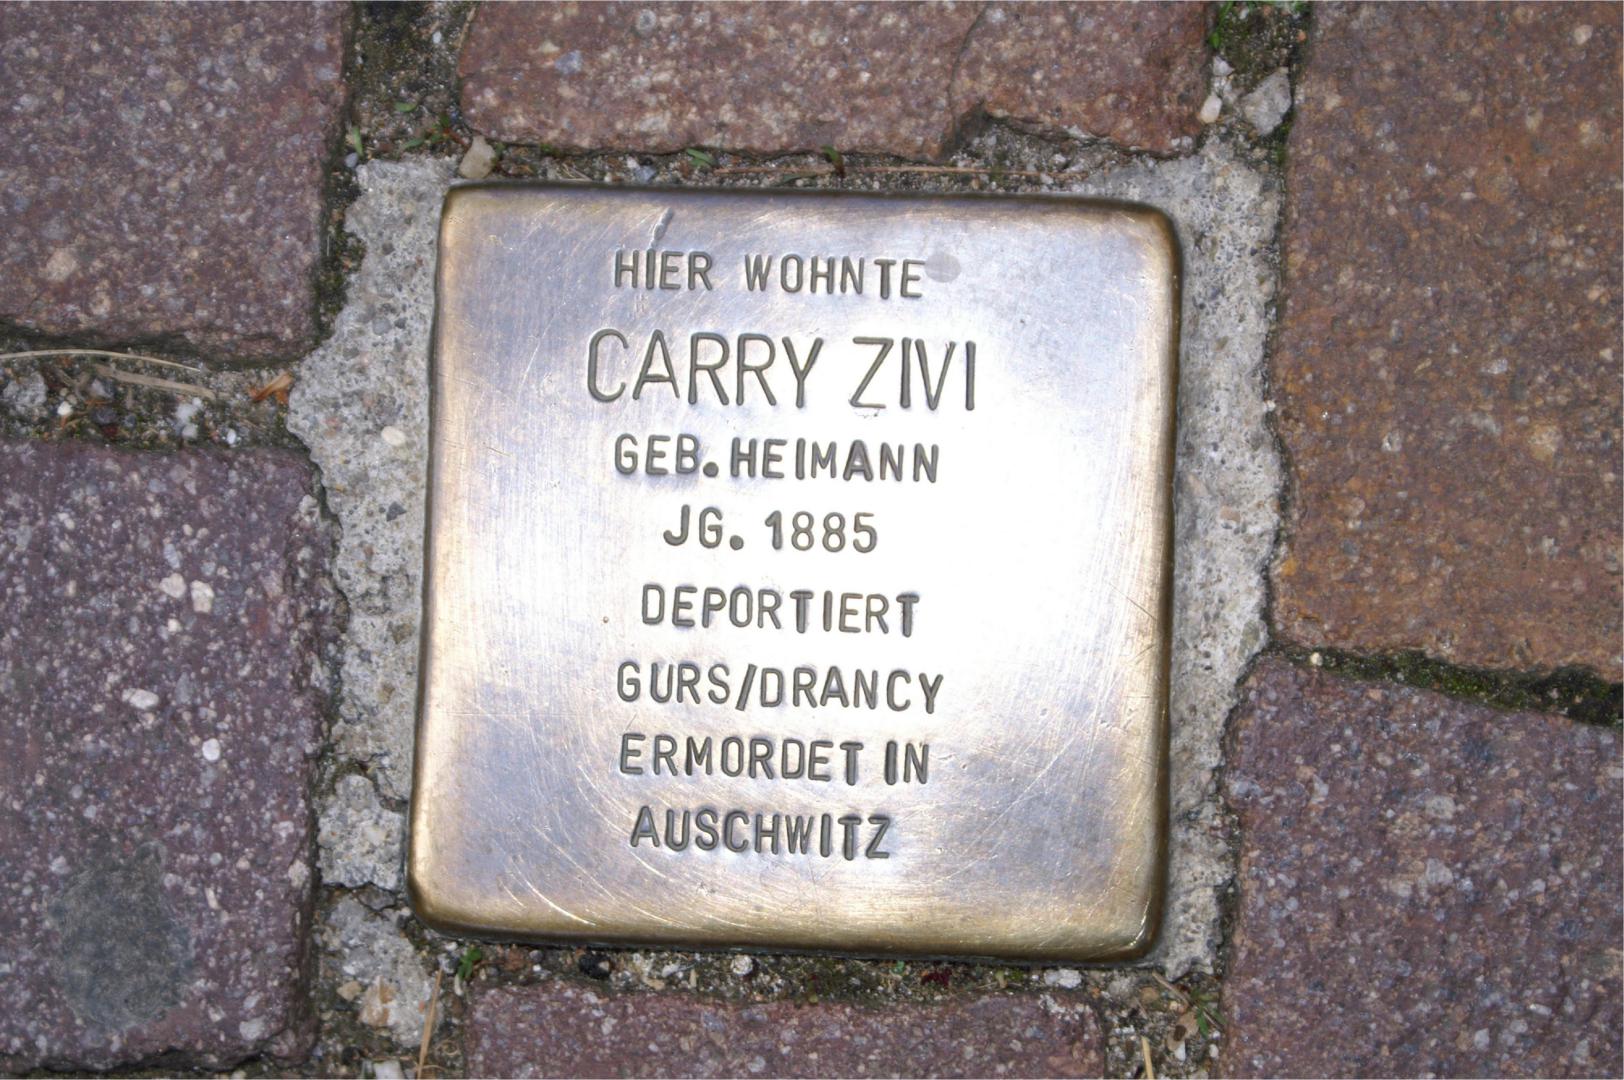 HIER WOHNTE
CARRY ZIVI
GEB. HEIMANN
JG. 1885
DEPORTIERT
GURS/DRANCY
ERMORDET IN
AUSCHWITZ